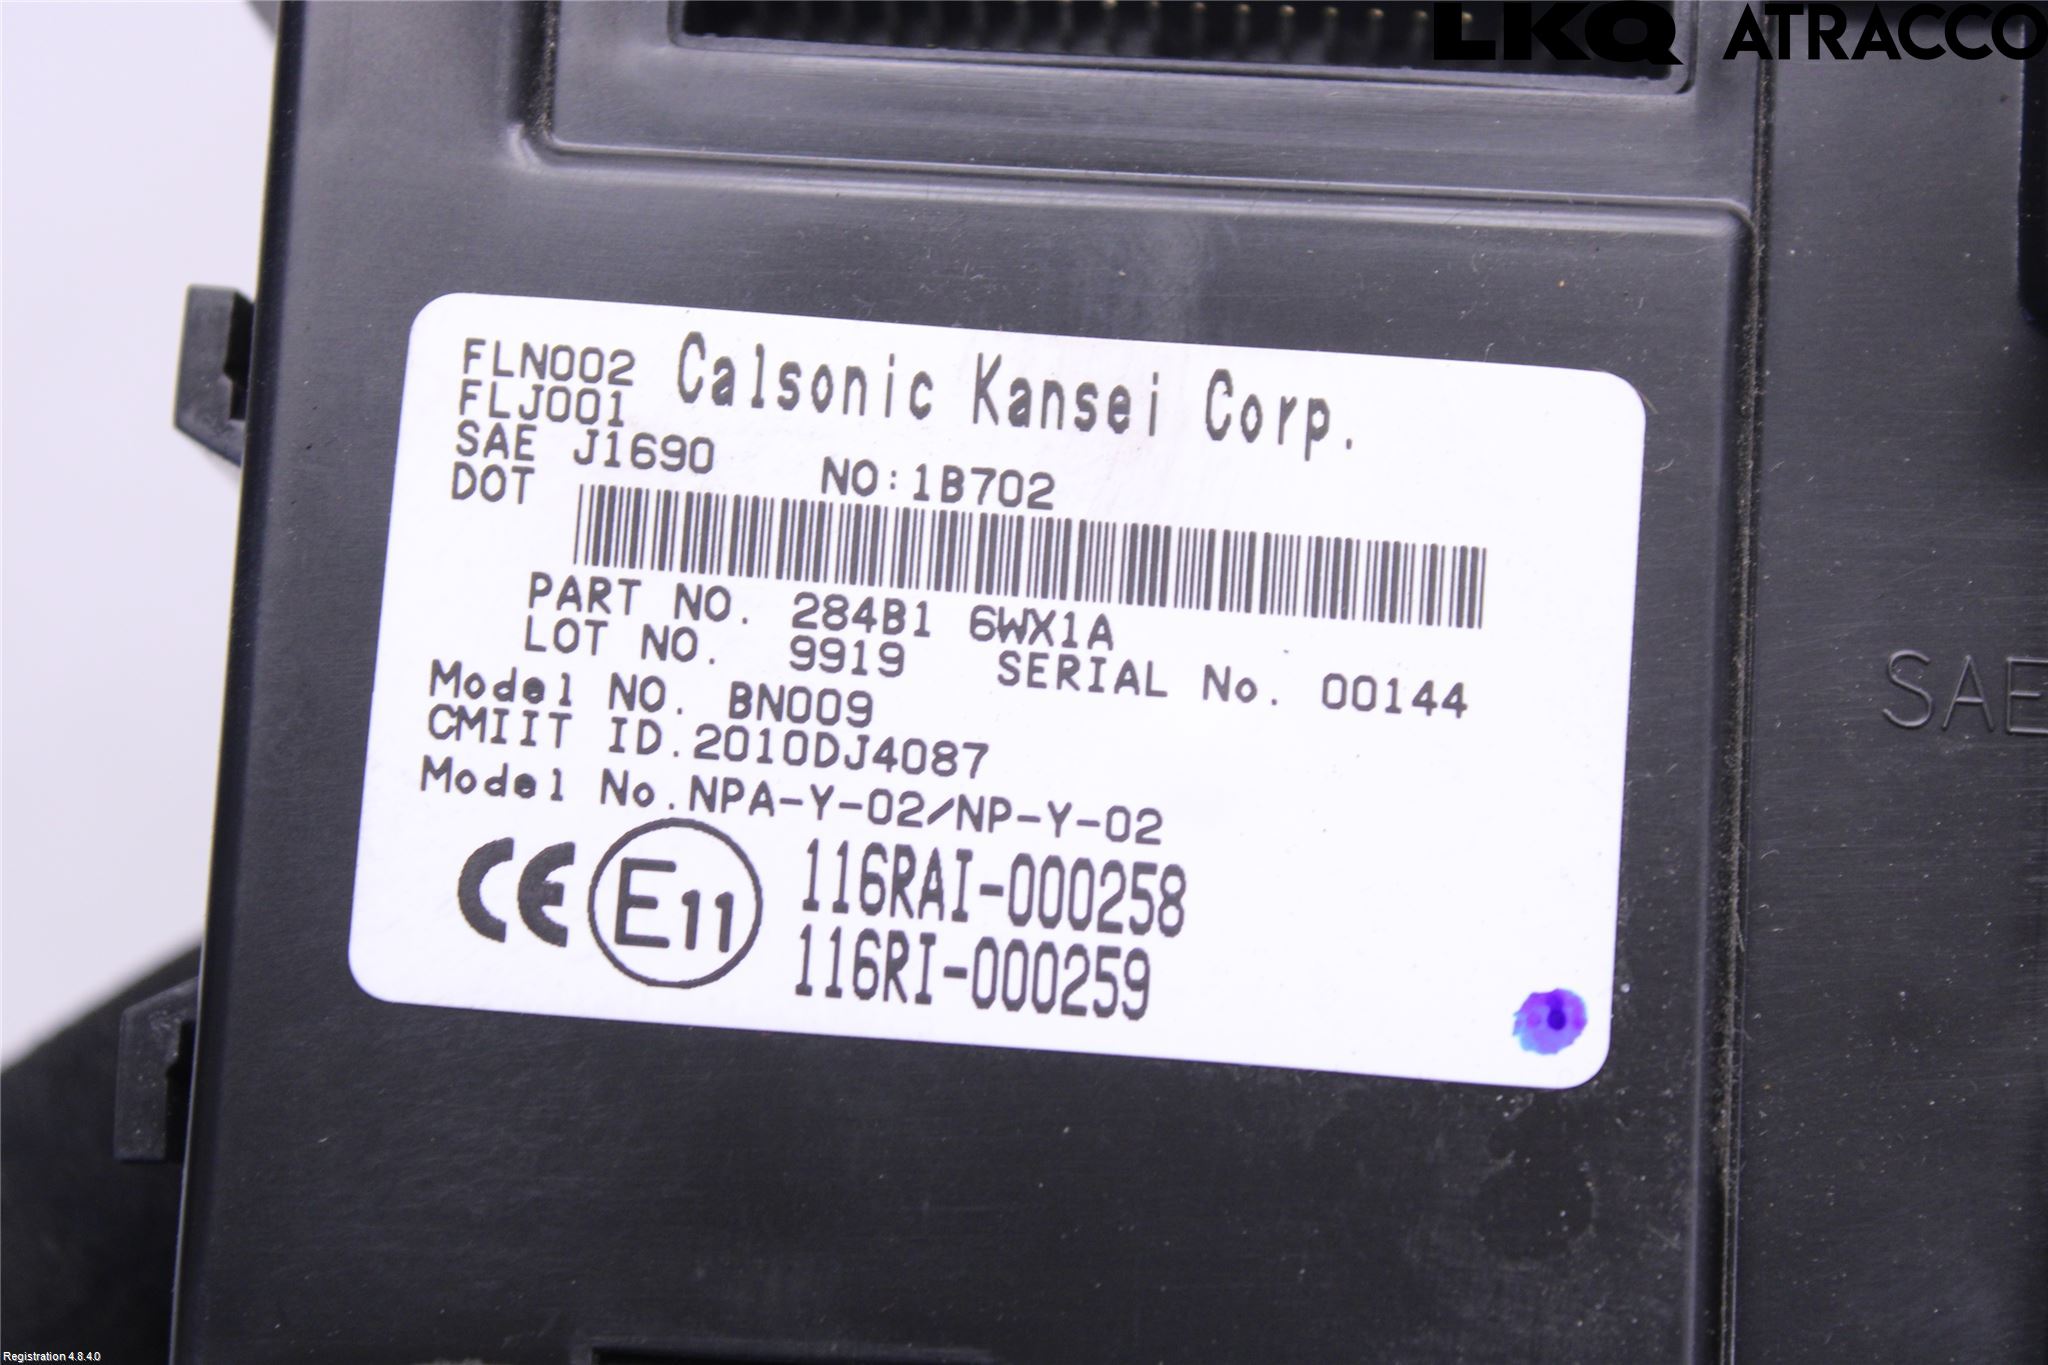 LKQ ATRACCO
FLN002 Calsonic Kansei Corp.
FLJ001
SAE J1690 NO:1B702
DOT
PART NO. 284B1 6WX1A
LOT NO. 9919 SERIAL No. 00144
Model NO. BN009
CMIIT ID.2010DJ4087
Model No.NPA-Y-02/NP-Y-02
CE E11 116RAI-000258
116RI-000259
SAE
Registration 4.8.4.0